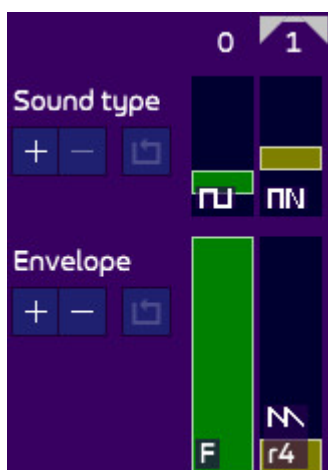 0 1
Sound type
+ −
Envelope
+ −
F r4